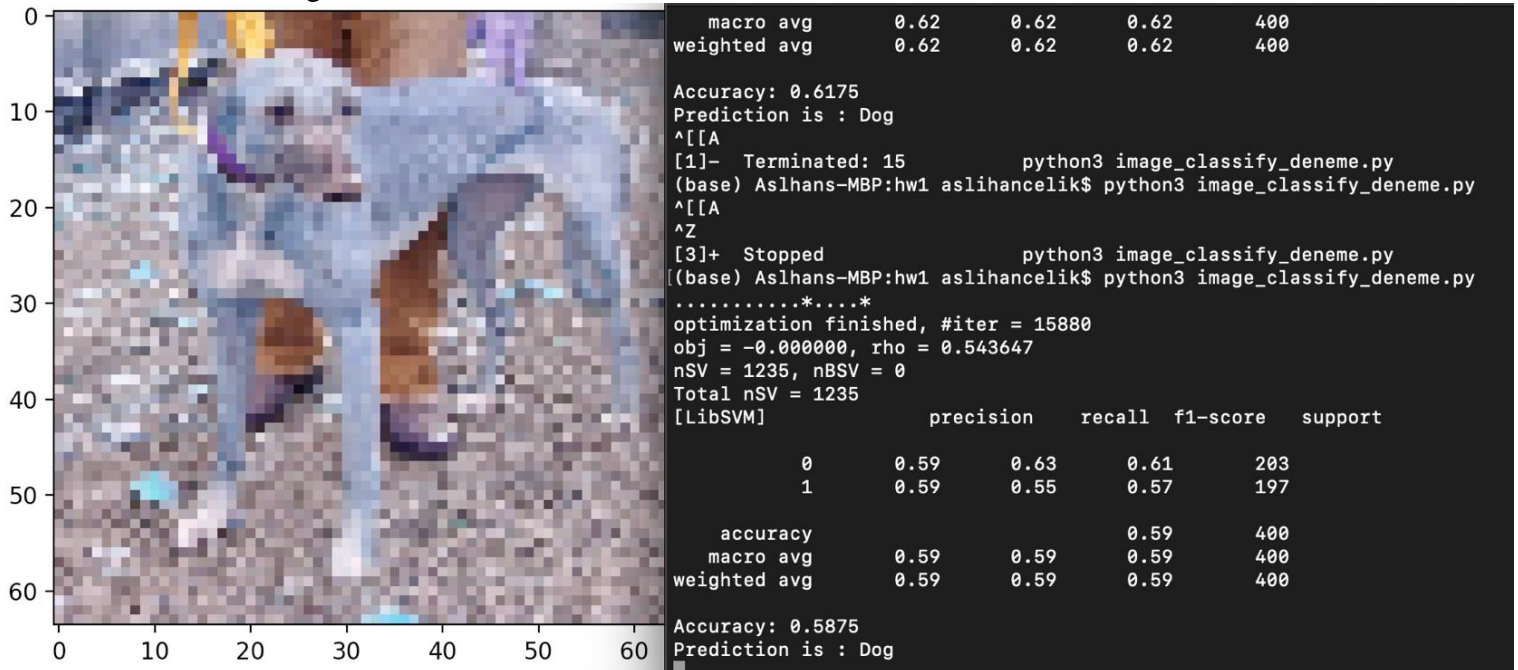 0
10
20
30
40
50
60
0 10 20 30 40 50 60
macro avg 0.62 0.62 0.62 400
weighted avg 0.62 0.62 0.62 400
Accuracy: 0.6175
Prediction is : Dog
^[[A
[1]- Terminated: 15 python3 image_classify_deneme.py
(base) Aslhans-MBP:hw1 aslihancelik$ python3 image_classify_deneme.py
^[[A
^Z
[3]+ Stopped python3 image_classify_deneme.py
[(base) Aslhans-MBP:hw1 aslihancelik$ python3 image_classify_deneme.py
...........*....*
optimization finished, #iter = 15880
obj = -0.000000, rho = 0.543647
nSV = 1235, nBSV = 0
Total nSV = 1235
[LibSVM] precision recall f1-score support
0 0.59 0.63 0.61 203
1 0.59 0.55 0.57 197
accuracy 0.59 400
macro avg 0.59 0.59 0.59 400
weighted avg 0.59 0.59 0.59 400
Accuracy: 0.5875
Prediction is : Dog